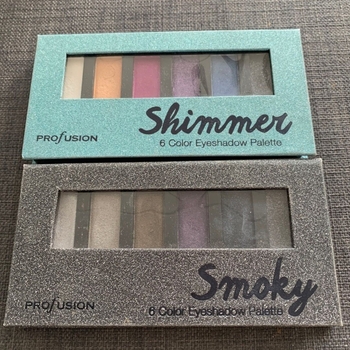 Shimmer
PROFUSION
6 Color Eyeshadow Palette
Smoky
PROFUSION
6 Color Eyeshadow Palette